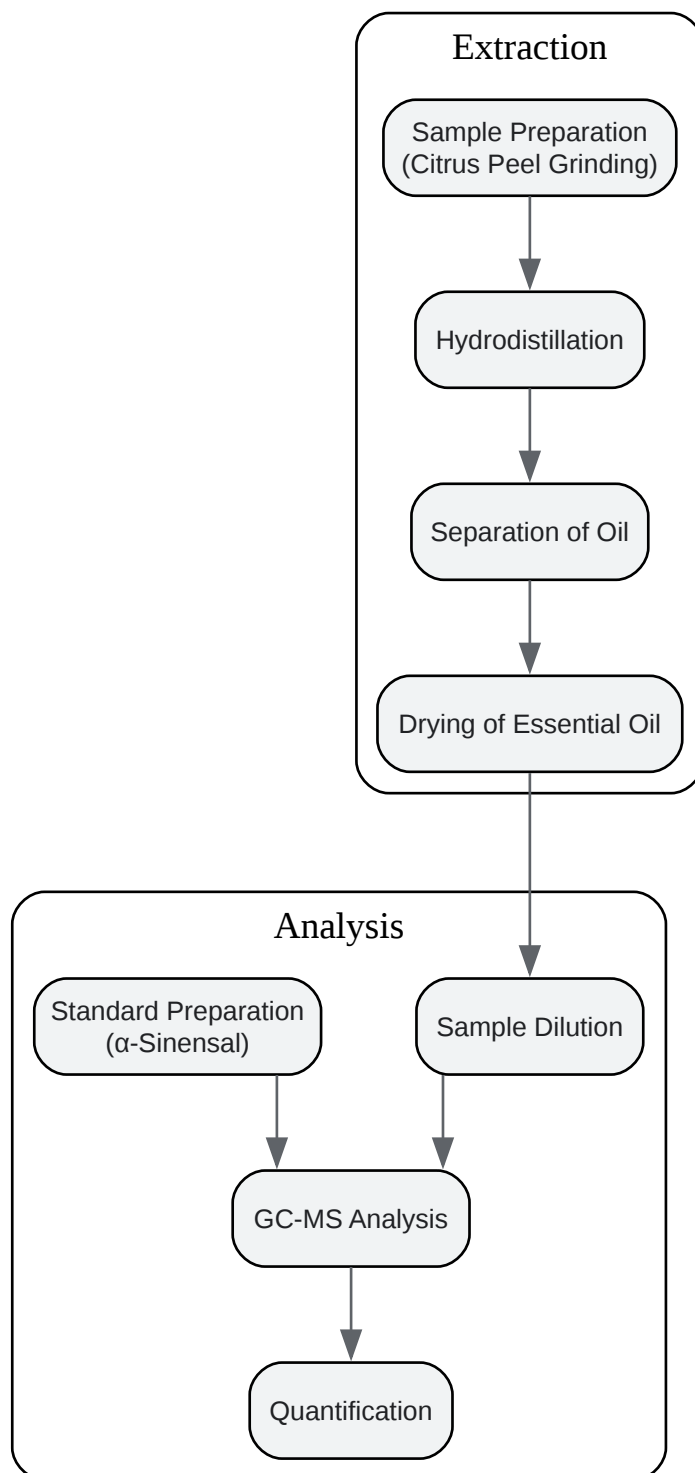 Extraction
Sample Preparation
(Citrus Peel Grinding)
Hydrodistillation
Separation of Oil
Drying of Essential Oil
Analysis
Standard Preparation
(α-Sinensal)
Sample Dilution
GC-MS Analysis
Quantification